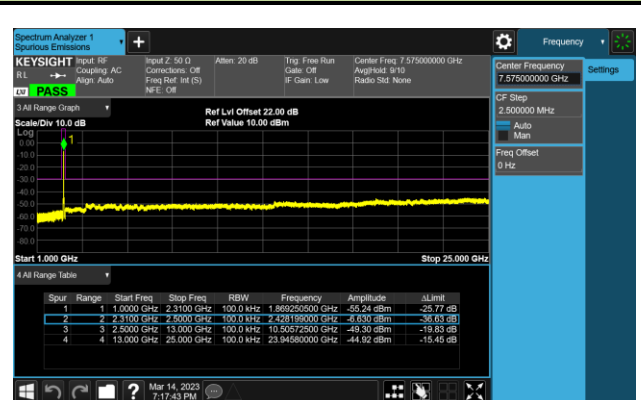 Spectrum Analyzer 1
Spurious Emissions
+
Frequency
KEYSIGHT
RL
LXI
PASS
Input: RF
Coupling: AC
Align: Auto
Input Z: 50 Ω
Corrections: Off
Freq Ref: Int (S)
NFE: Off
Atten: 20 dB
Trig: Free Run
Gate: Off
IF Gain: Low
Center Freq: 7.575000000 GHz
Avg|Hold: 9/10
Radio Std: None
Center Frequency
7.575000000 GHz
Settings
CF Step
2.500000 MHz
Auto
Man
Freq Offset
0 Hz
3 All Range Graph
Scale/Div 10.0 dB
Ref Lvl Offset 22.00 dB
Ref Value 10.00 dBm
Log
1
0.00
-10.0
-20.0
-30.0
-40.0
-50.0
-60.0
-70.0
-80.0
Start 1.000 GHz
Stop 25.000 GHz
4 All Range Table
Spur Range Start Freq Stop Freq RBW Frequency Amplitude ΔLimit
1 1 1.0000 GHz 2.3100 GHz 100.0 kHz 1.869250500 GHz -55.24 dBm -25.77 dB
2 2 2.3100 GHz 2.5000 GHz 100.0 kHz 2.428199000 GHz -6.630 dBm -36.63 dB
3 3 2.5000 GHz 13.000 GHz 100.0 kHz 10.50572500 GHz -49.30 dBm -19.83 dB
4 4 13.000 GHz 25.000 GHz 100.0 kHz 23.94580000 GHz -44.92 dBm -15.45 dB
?
Mar 14, 2023
7:17:43 PM